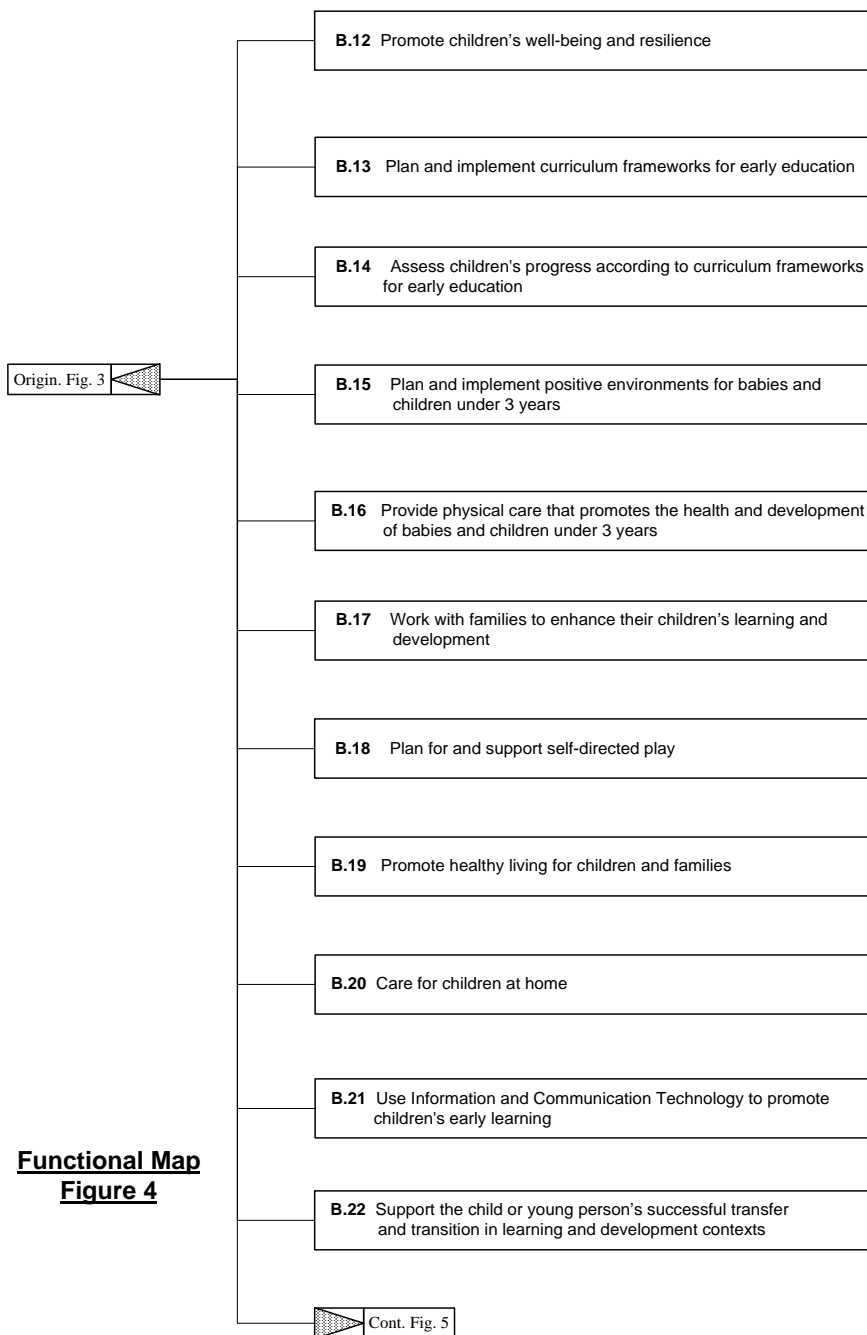 B.12 Promote children’s well-being and resilience
B.13 Plan and implement curriculum frameworks for early education
B.14 Assess children's progress according to curriculum frameworks
for early education
Origin. Fig. 3
B.15 Plan and implement positive environments for babies and
children under 3 years
B.16 Provide physical care that promotes the health and development
of babies and children under 3 years
B.17 Work with families to enhance their children’s learning and
development
B.18 Plan for and support self-directed play
B.19 Promote healthy living for children and families
B.20 Care for children at home
B.21 Use Information and Communication Technology to promote
children's early learning
Functional Map
Figure 4
B.22 Support the child or young person’s successful transfer
and transition in learning and development contexts
Cont. Fig. 5